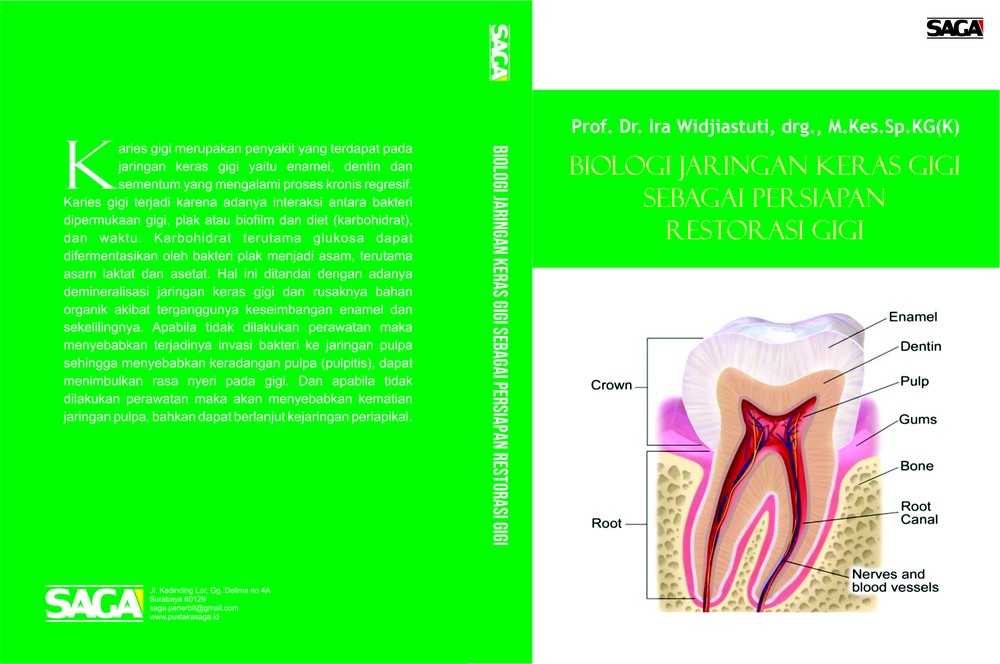 Karies gigi merupakan penyakit yang terdapat pada
jaringan keras gigi yaitu enamel, dentin dan
sementum yang mengalami proses kronis regresif.
Karies gigi terjadi karena adanya interaksi antara bakteri
dipermukaan gigi, plak atau biofilm dan diet (karbohidrat),
dan waktu. Karbohidrat terutama glukosa dapat
difermentasikan oleh bakteri plak menjadi asam, terutama
asam laktat dan asetat. Hal ini ditandai dengan adanya
demineralisasi jaringan keras gigi dan rusaknya bahan
organik akibat terganggunya keseimbangan enamel dan
sekelilingnya. Apabila tidak dilakukan perawatan maka
menyebabkan terjadinya invasi bakteri ke jaringan pulpa
sehingga menyebabkan keradangan pulpa (pulpitis), dapat
menimbulkan rasa nyeri pada gigi. Dan apabila tidak
dilakukan perawatan maka akan menyebabkan kematian
jaringan pulpa, bahkan dapat berlanjut kejaringan periapikal.
SAGA
Jl. Kedinding Lor, Gg. Delima no 4A
Surabaya 60129
saga.penerbit@gmail.com
www.pustakasaga.id
SAGA
BIOLOGI JARINGAN KERAS GIGI SEBAGAI PERSIAPAN RESTORASI GIGI
SAGA
Prof. Dr. Ira Widjiastuti, drg., M.Kes.Sp.KG(K)
BIOLOGI JARINGAN KERAS GIGI
SEBAGAI PERSIAPAN
RESTORASI GIGI
Crown
Root
Enamel
Dentin
Pulp
Gums
Bone
Root
Canal
Nerves and
blood vessels